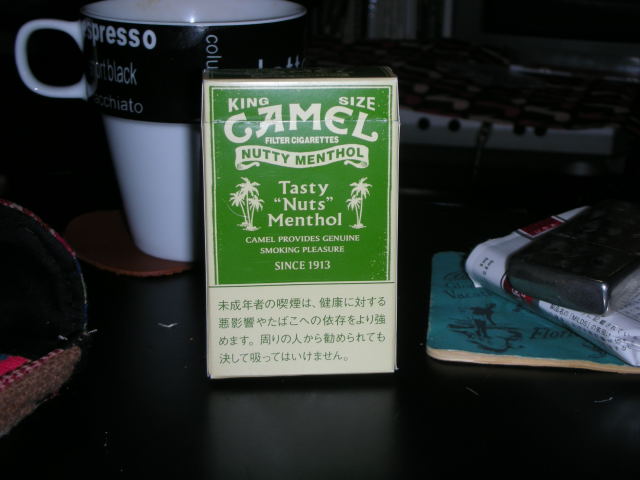 spresso
ort black
acchiato
KING SIZE
CAMEL
FILTER CIGARETTES
NUTTY MENTHOL
Tasty
"Nuts"
Menthol
CAMEL PROVIDES GENUINE
SMOKING PLEASURE
SINCE 1913
未成年者の喫煙は、健康に対する
悪影響やたばこへの依存をより強
めます。周りの人から勧められても
決して吸ってはいけません。